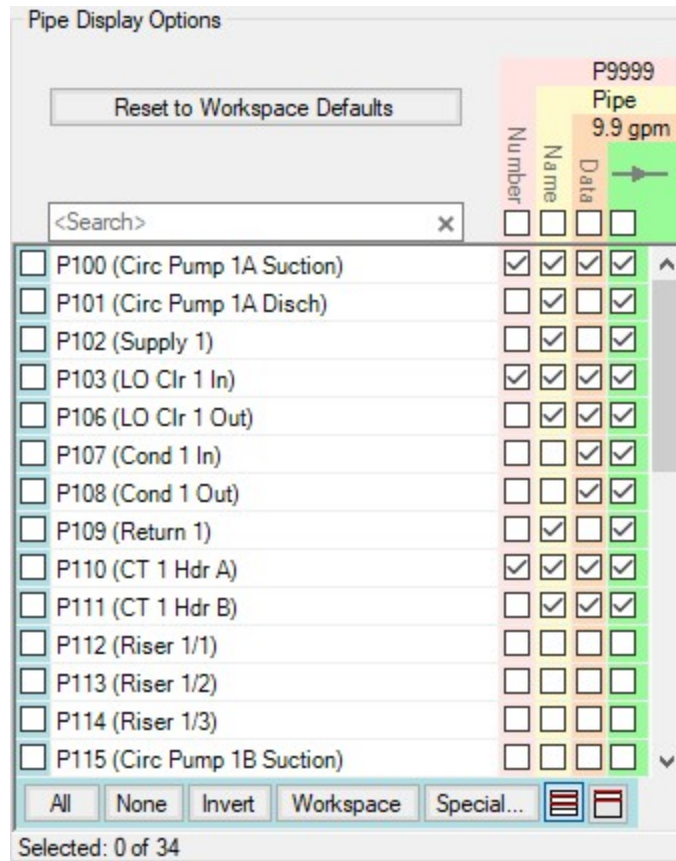 Pipe Display Options
P9999
Pipe
9.9 gpm
Reset to Workspace Defaults
Number
Name
Data
<Search>
P100 (Circ Pump 1A Suction)
P101 (Circ Pump 1A Disch)
P102 (Supply 1)
P103 (LO Clr 1 In)
P106 (LO Clr 1 Out)
P107 (Cond 1 In)
P108 (Cond 1 Out)
P109 (Return 1)
P110 (CT 1 Hdr A)
P111 (CT 1 Hdr B)
P112 (Riser 1/1)
P113 (Riser 1/2)
P114 (Riser 1/3)
P115 (Circ Pump 1B Suction)
All None Invert Workspace Special...
Selected: 0 of 34